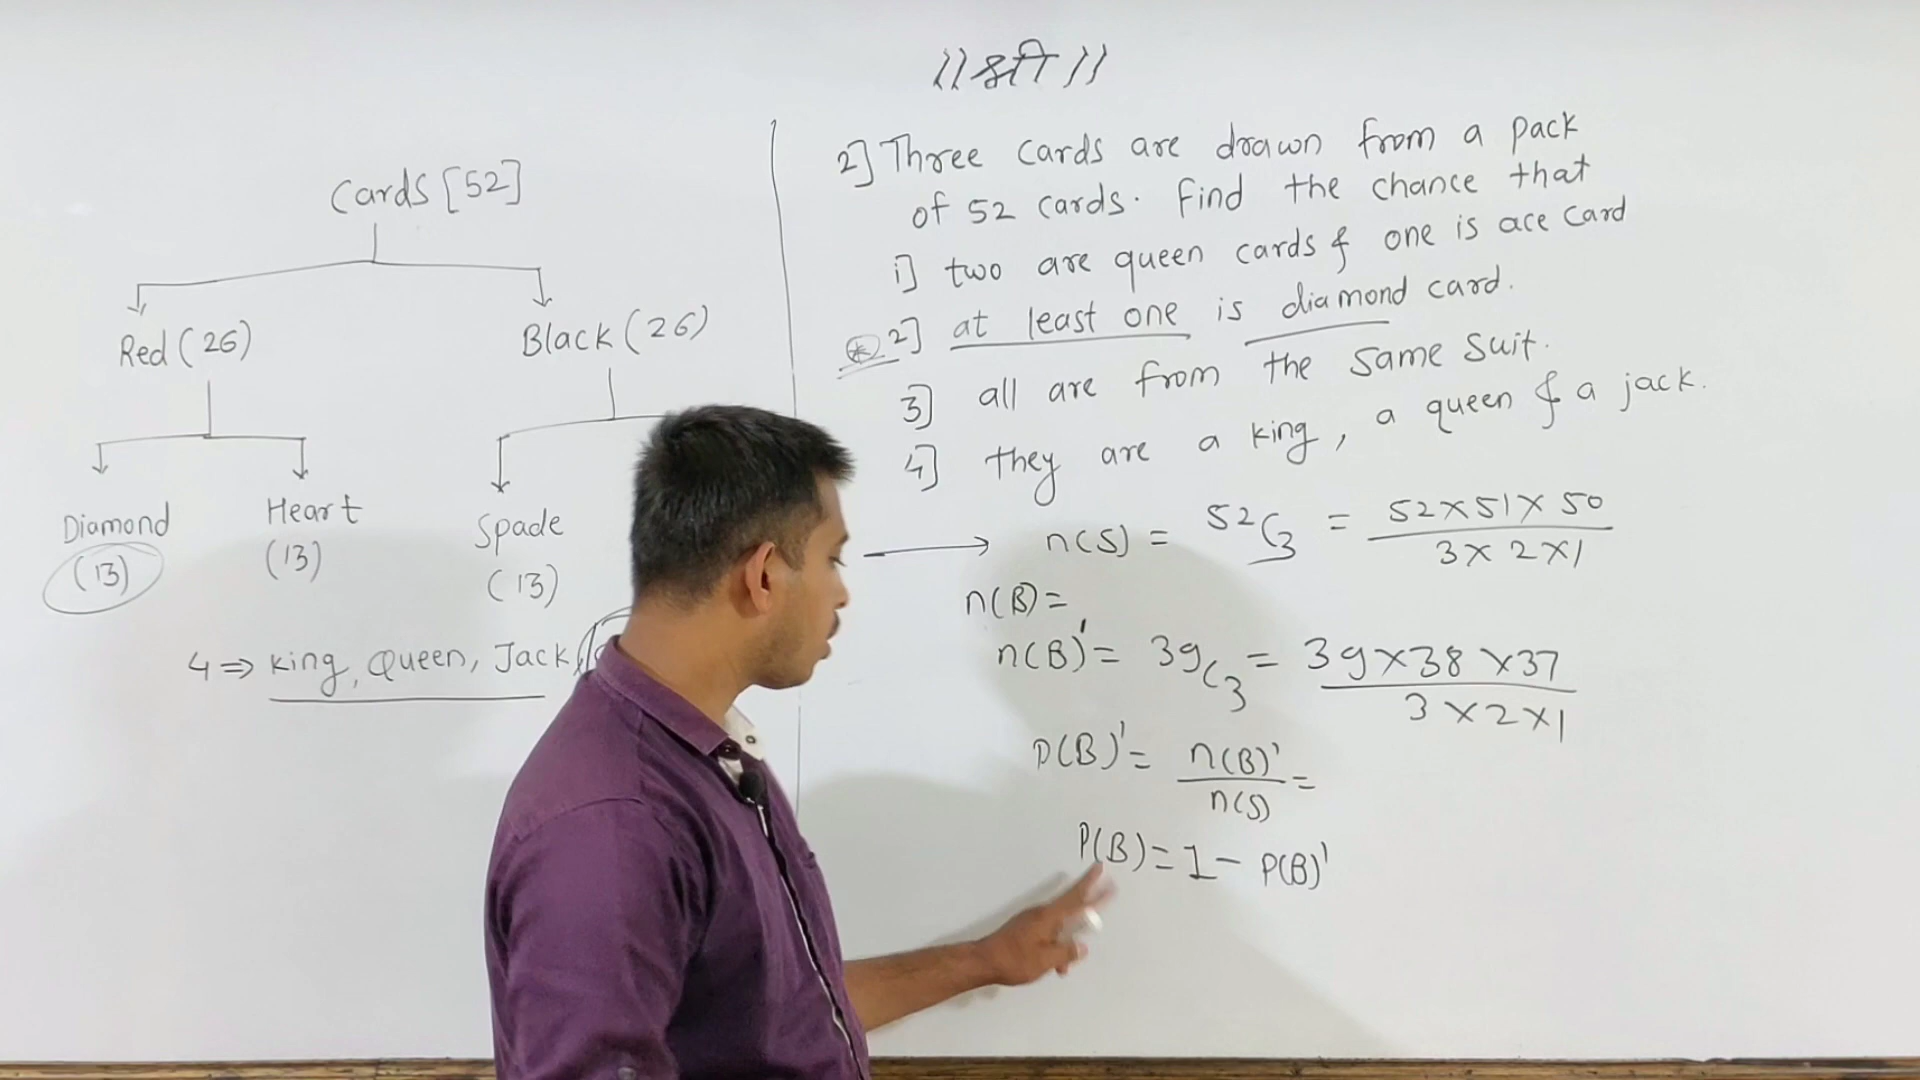 ॥श्री॥
Cards [52]
Red (26)
Black (26)
Diamond
(13)
Heart
(13)
Spade
(13)
4 ⇒ king, Queen, Jack,
2] Three cards are drawn from a pack
of 52 cards. Find the chance that
i] two are queen cards & one is ace card
* 2] at least one is diamond card.
3] all are from the same suit.
4] they are a king, a queen & a jack.
→ n(S) = 52C3 = 52×51×50 / 3×2×1
n(B) =
n(B)' = 39C3 = 39×38×37 / 3×2×1
P(B)' = n(B)' / n(S) =
P(B) = 1 - P(B)'